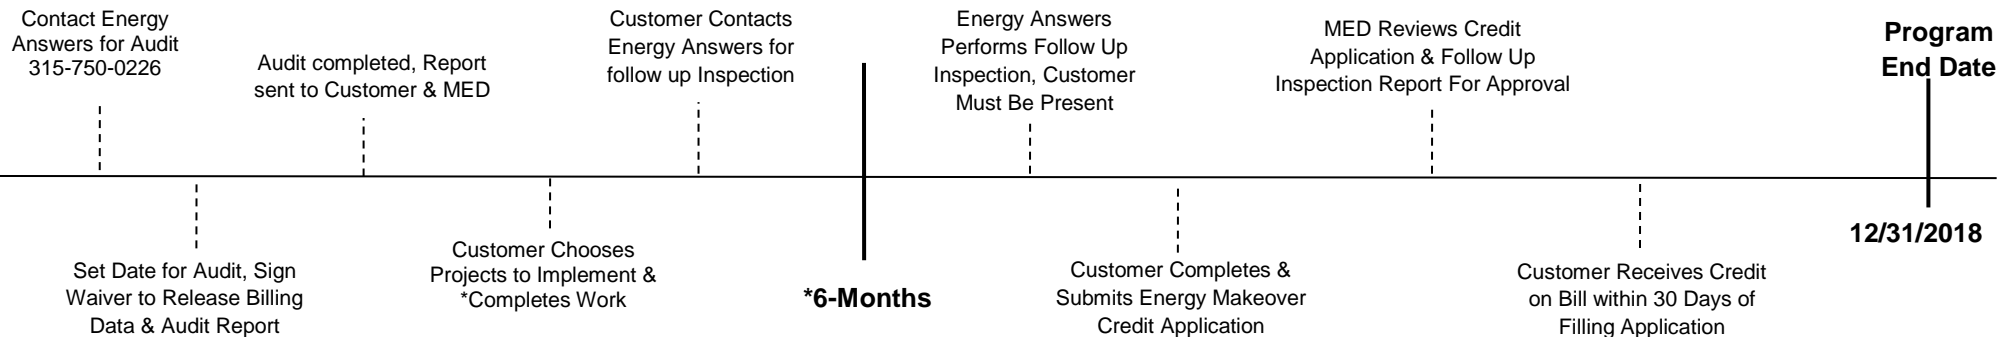 Contact Energy
Answers for Audit
315-750-0226
Set Date for Audit, Sign
Waiver to Release Billing
Data & Audit Report
Audit completed, Report
sent to Customer & MED
Customer Chooses
Projects to Implement &
*Completes Work
Customer Contacts
Energy Answers for
follow up Inspection
*6-Months
Energy Answers
Performs Follow Up
Inspection, Customer
Must Be Present
Customer Completes &
Submits Energy Makeover
Credit Application
MED Reviews Credit
Application & Follow Up
Inspection Report For Approval
Customer Receives Credit
on Bill within 30 Days of
Filling Application
Program
End Date
12/31/2018